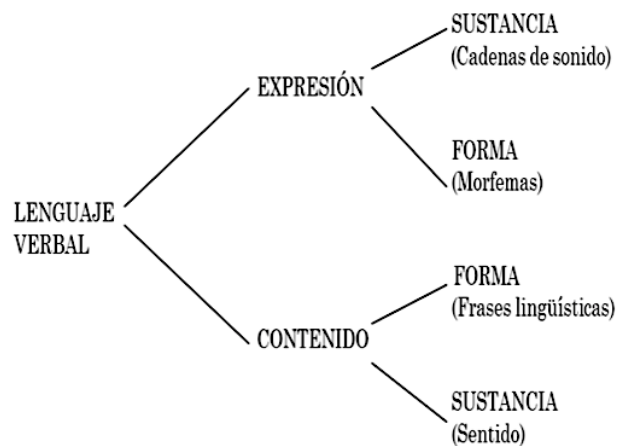 SUSTANCIA
(Cadenas de sonido)
EXPRESIÓN
FORMA
(Morfemas)
LENGUAJE
VERBAL
FORMA
(Frases lingüísticas)
CONTENIDO
SUSTANCIA
(Sentido)